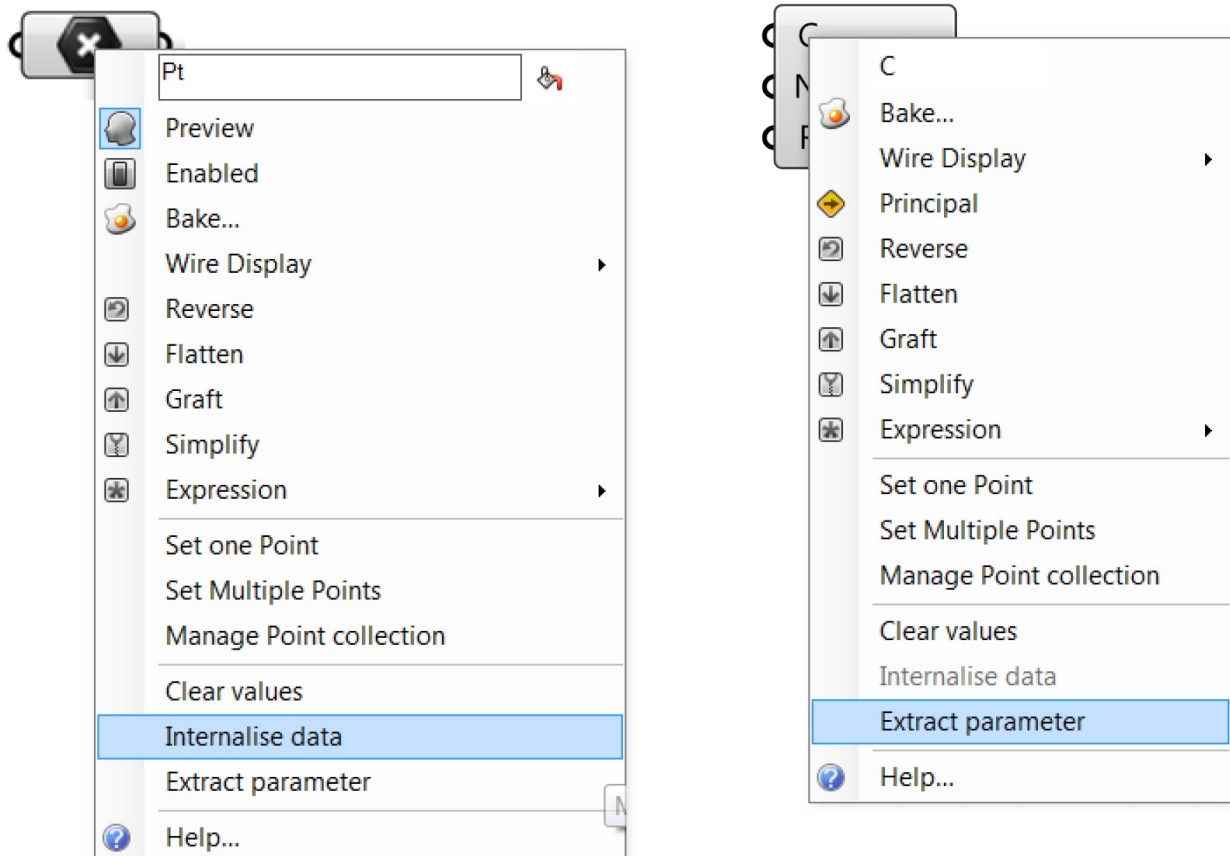 Pt
Preview
Enabled
Bake...
Wire Display
Reverse
Flatten
Graft
Simplify
Expression
Set one Point
Set Multiple Points
Manage Point collection
Clear values
Internalise data
Extract parameter
Help...
N
C
Bake...
Wire Display
Principal
Reverse
Flatten
Graft
Simplify
Expression
Set one Point
Set Multiple Points
Manage Point collection
Clear values
Internalise data
Extract parameter
Help...